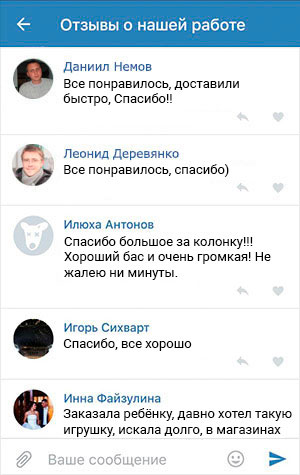 Отзывы о нашей работе
Даниил Немов
Все понравилось, доставили
быстро, Спасибо!!
Леонид Деревянко
Все понравилось, спасибо)
Илюха Антонов
Спасибо большое за колонку!!!
Хороший бас и очень громкая! Не
жалею ни минуты.
Игорь Сихварт
Спасибо, все хорошо
Инна Файзулина
Заказала ребёнку, давно хотел такую
игрушку, искала долго, в магазинах
Ваше сообщение